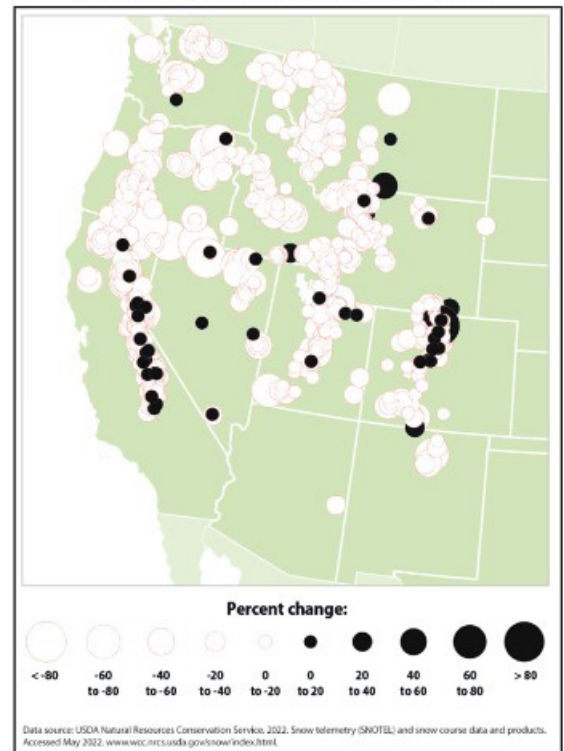 Percent change:
< -80 -60 to -80 -40 to -60 -20 to -40 0 to -20 0 to 20 20 to 40 40 to 60 60 to 80 > 80
Data source: USDA Natural Resources Conservation Service. 2022. Snow telemetry (SNOTEL) and snow course data and products.
Accessed May 2022. www.wcc.nrcs.usda.gov/snow/index.html.